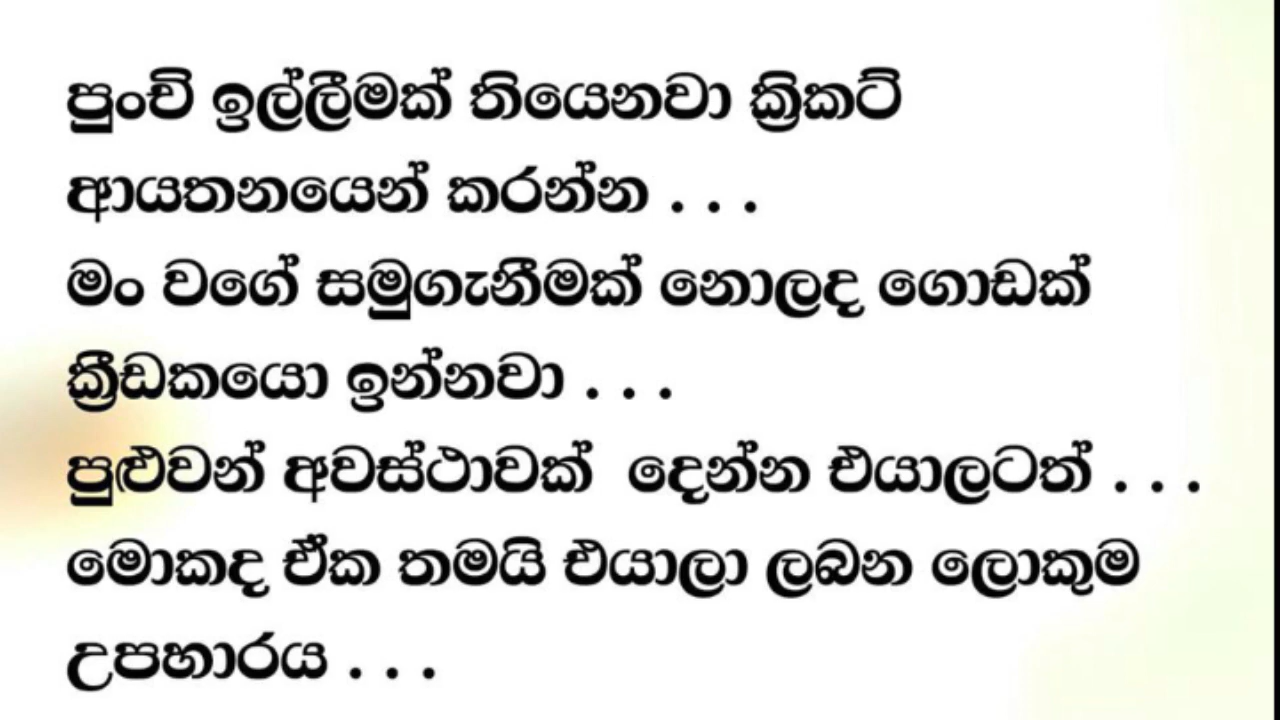 පුංචි ඉල්ලීමක් තියෙනවා ක්‍රිකට්
ආයතනයෙන් කරන්න . . .
මං වගේ සමුගැනීමක් නොලද ගොඩක්
ක්‍රීඩකයො ඉන්නවා . . .
පුළුවන් අවස්ථාවක් දෙන්න එයාලටත් . . .
මොකද ඒක තමයි එයාලා ලබන ලොකුම
උපහාරය . . .